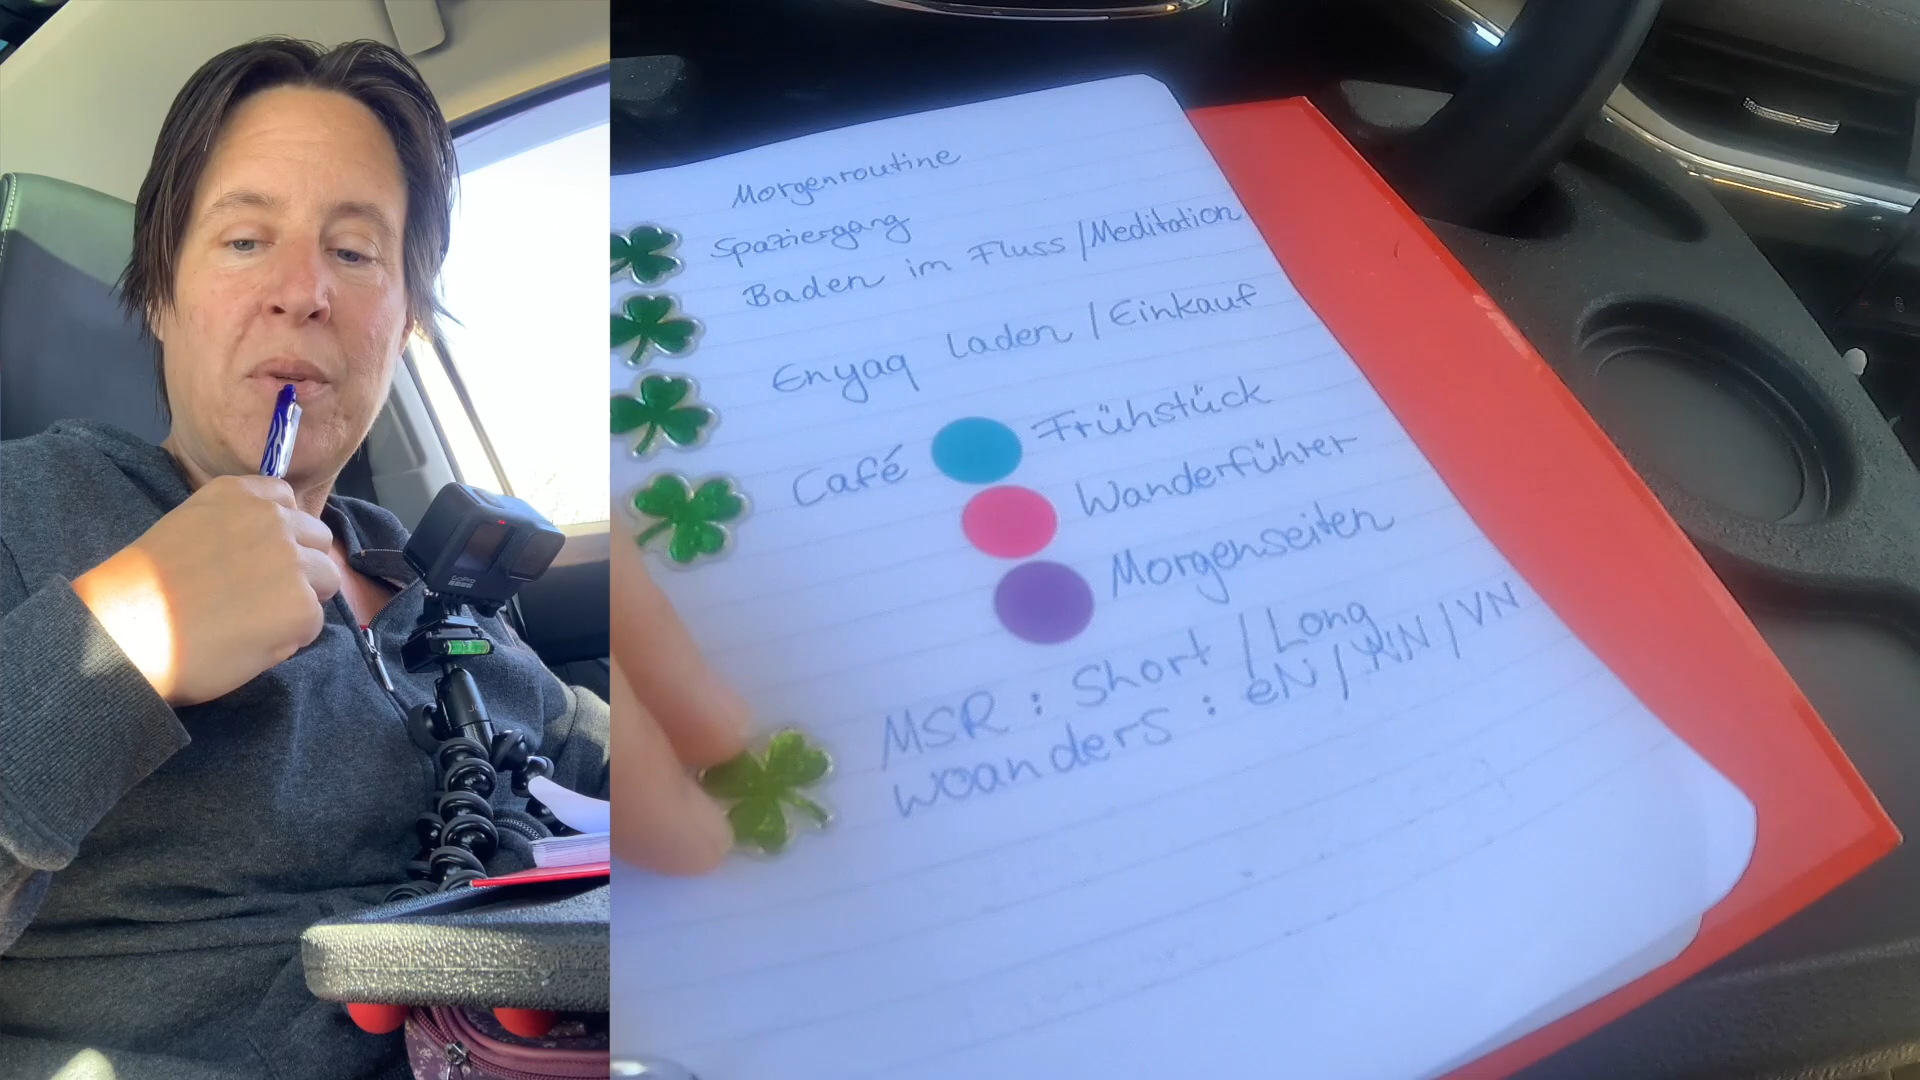 Morgenroutine
Spaziergang
Baden im Fluss / Meditation
Enyaq laden / Einkauf
Café
Frühstück
Wanderführer
Morgenseiten
MSR : Short / Long
woanders : eN / / VN
GoPro